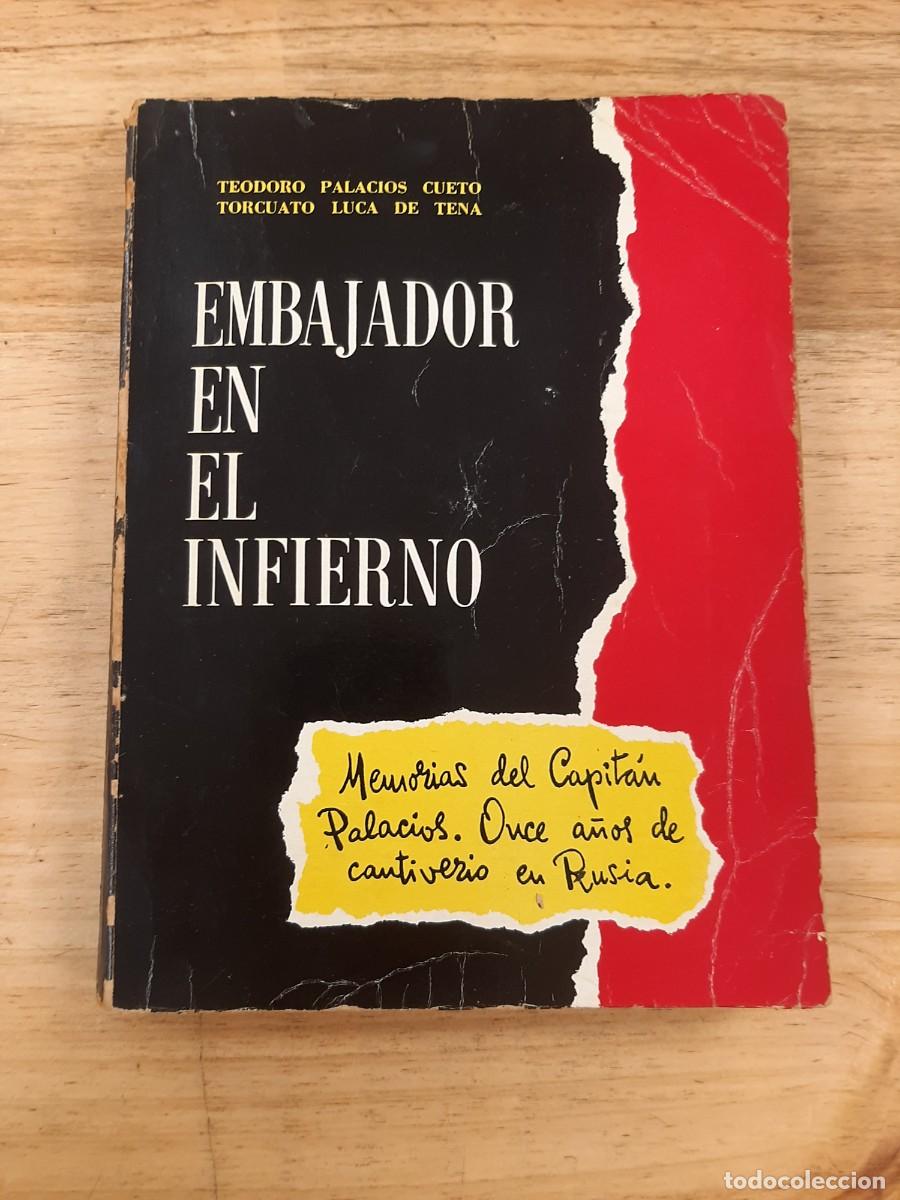 TEODORO PALACIOS CUETO
TORCUATO LUCA DE TENA
EMBAJADOR
EN
EL
INFIERNO
Memorias del Capitán
Palacios. Once años de
cautiverio en Rusia.
todocoleccion